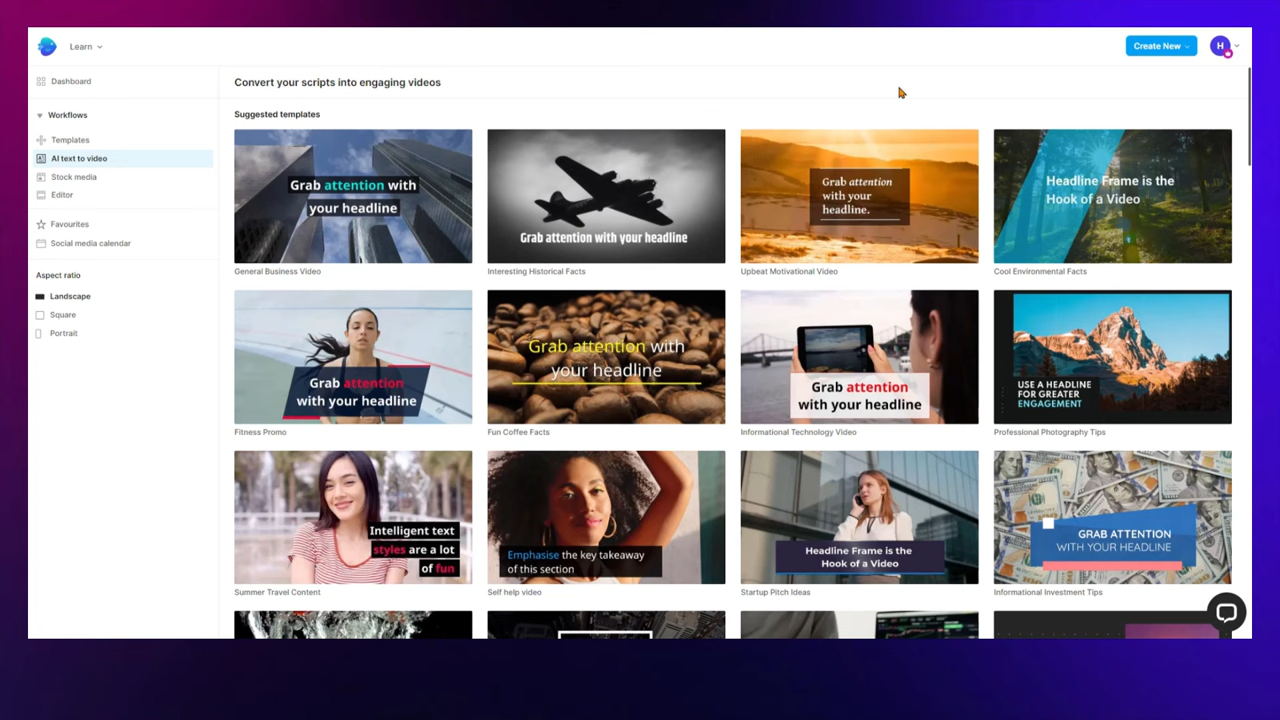 Learn
Create New
H
Dashboard
Workflows
Templates
AI text to video
Stock media
Editor
Favourites
Social media calendar
Aspect ratio
Landscape
Square
Portrait
Convert your scripts into engaging videos
Suggested templates
Grab attention with
your headline
General Business Video
Grab attention with your headline
Interesting Historical Facts
Grab attention
with your
headline.
Upbeat Motivational Video
Headline Frame is the
Hook of a Video
Cool Environmental Facts
Grab attention
with your headline
Fitness Promo
Grab attention with
your headline
Fun Coffee Facts
Grab attention
with your headline
Informational Technology Video
USE A HEADLINE
FOR GREATER
ENGAGEMENT
Professional Photography Tips
Intelligent text
styles are a lot
of fun
Summer Travel Content
Emphasise the key takeaway
of this section
Self help video
Headline Frame is the
Hook of a Video
Startup Pitch Ideas
GRAB ATTENTION
WITH YOUR HEADLINE
Informational Investment Tips